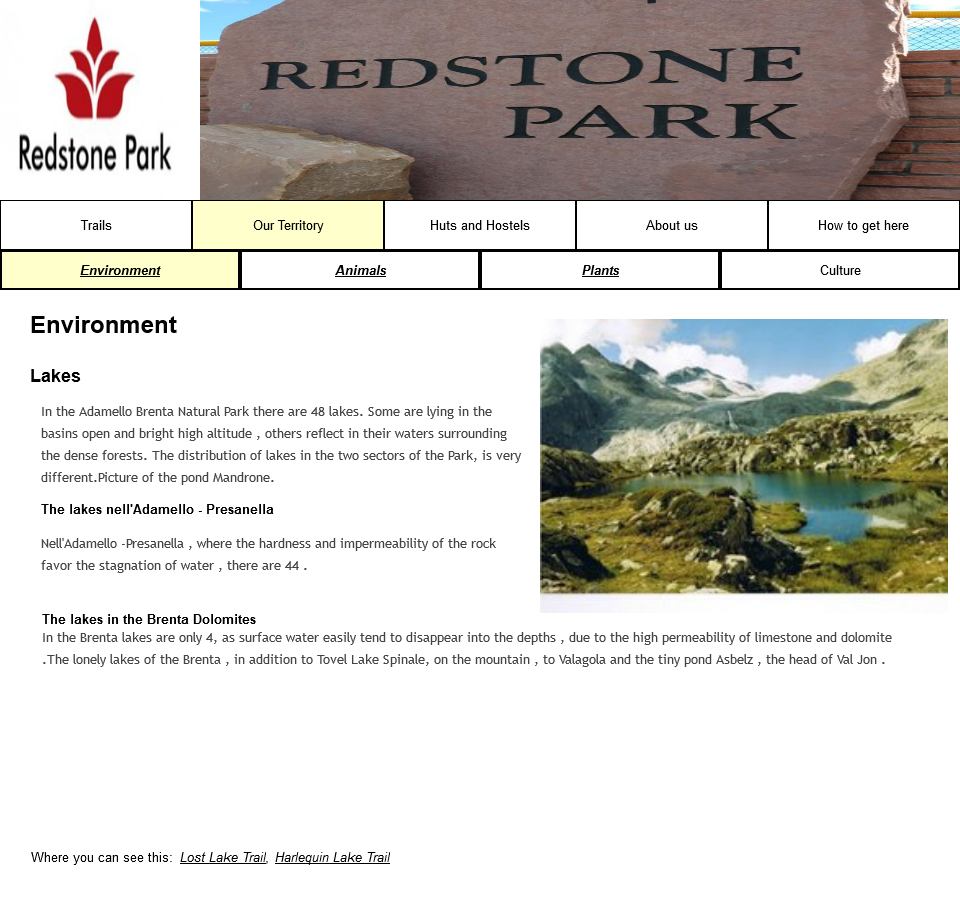 REDSTONE
PARK
Redstone Park
Trails
Our Territory
Huts and Hostels
About us
How to get here
Environment
Animals
Plants
Culture
Environment
Lakes
In the Adamello Brenta Natural Park there are 48 lakes. Some are lying in the
basins open and bright high altitude , others reflect in their waters surrounding
the dense forests. The distribution of lakes in the two sectors of the Park, is very
different.Picture of the pond Mandrone.
The lakes nell'Adamello - Presanella
Nell'Adamello -Presanella , where the hardness and impermeability of the rock
favor the stagnation of water , there are 44 .
The lakes in the Brenta Dolomites
In the Brenta lakes are only 4, as surface water easily tend to disappear into the depths , due to the high permeability of limestone and dolomite
.The lonely lakes of the Brenta , in addition to Tovel Lake Spinale, on the mountain , to Valagola and the tiny pond Asbelz , the head of Val Jon .
Where you can see this: Lost Lake Trail, Harlequin Lake Trail